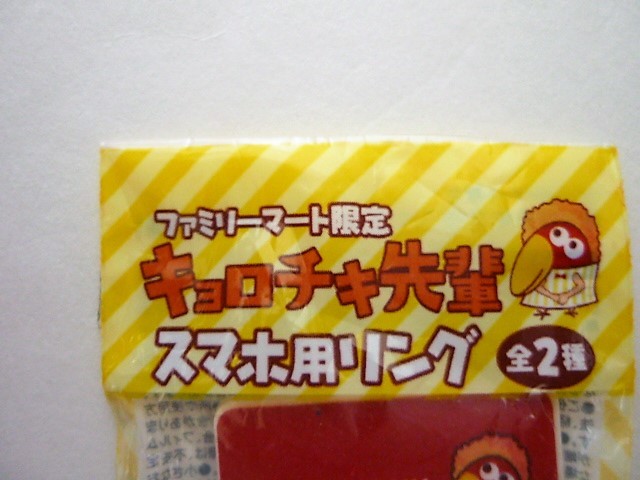 ファミリーマート限定
キョロチキ先輩
スマホ用リング
全2種